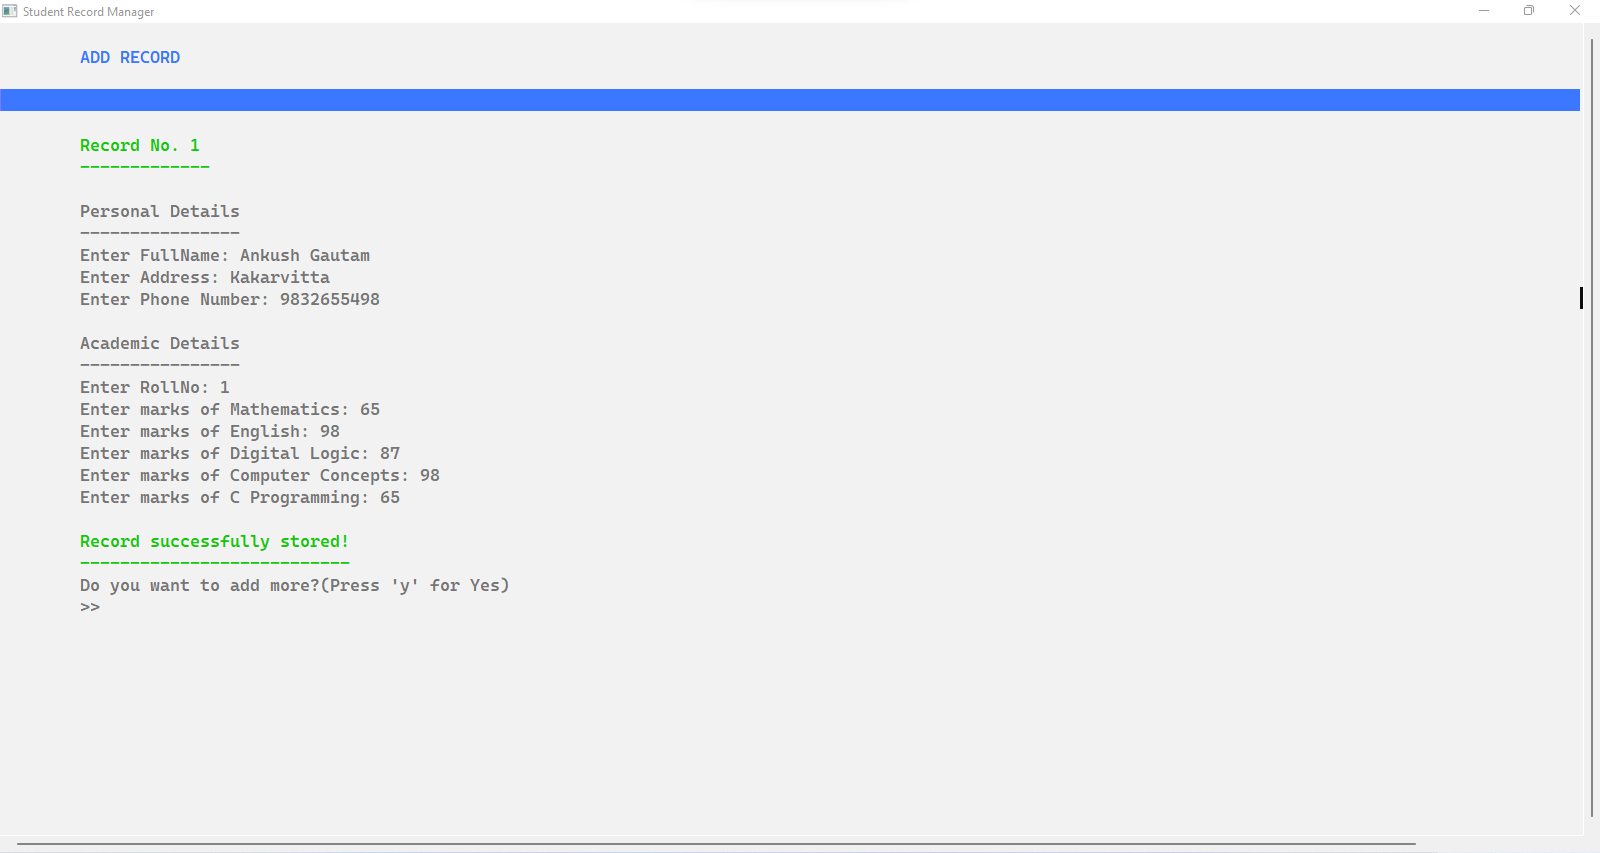 Student Record Manager
ADD RECORD
Record No. 1
-------------
Personal Details
----------------
Enter FullName: Ankush Gautam
Enter Address: Kakarvitta
Enter Phone Number: 9832655498
Academic Details
----------------
Enter RollNo: 1
Enter marks of Mathematics: 65
Enter marks of English: 98
Enter marks of Digital Logic: 87
Enter marks of Computer Concepts: 98
Enter marks of C Programming: 65
Record successfully stored!
---------------------------
Do you want to add more?(Press 'y' for Yes)
>>